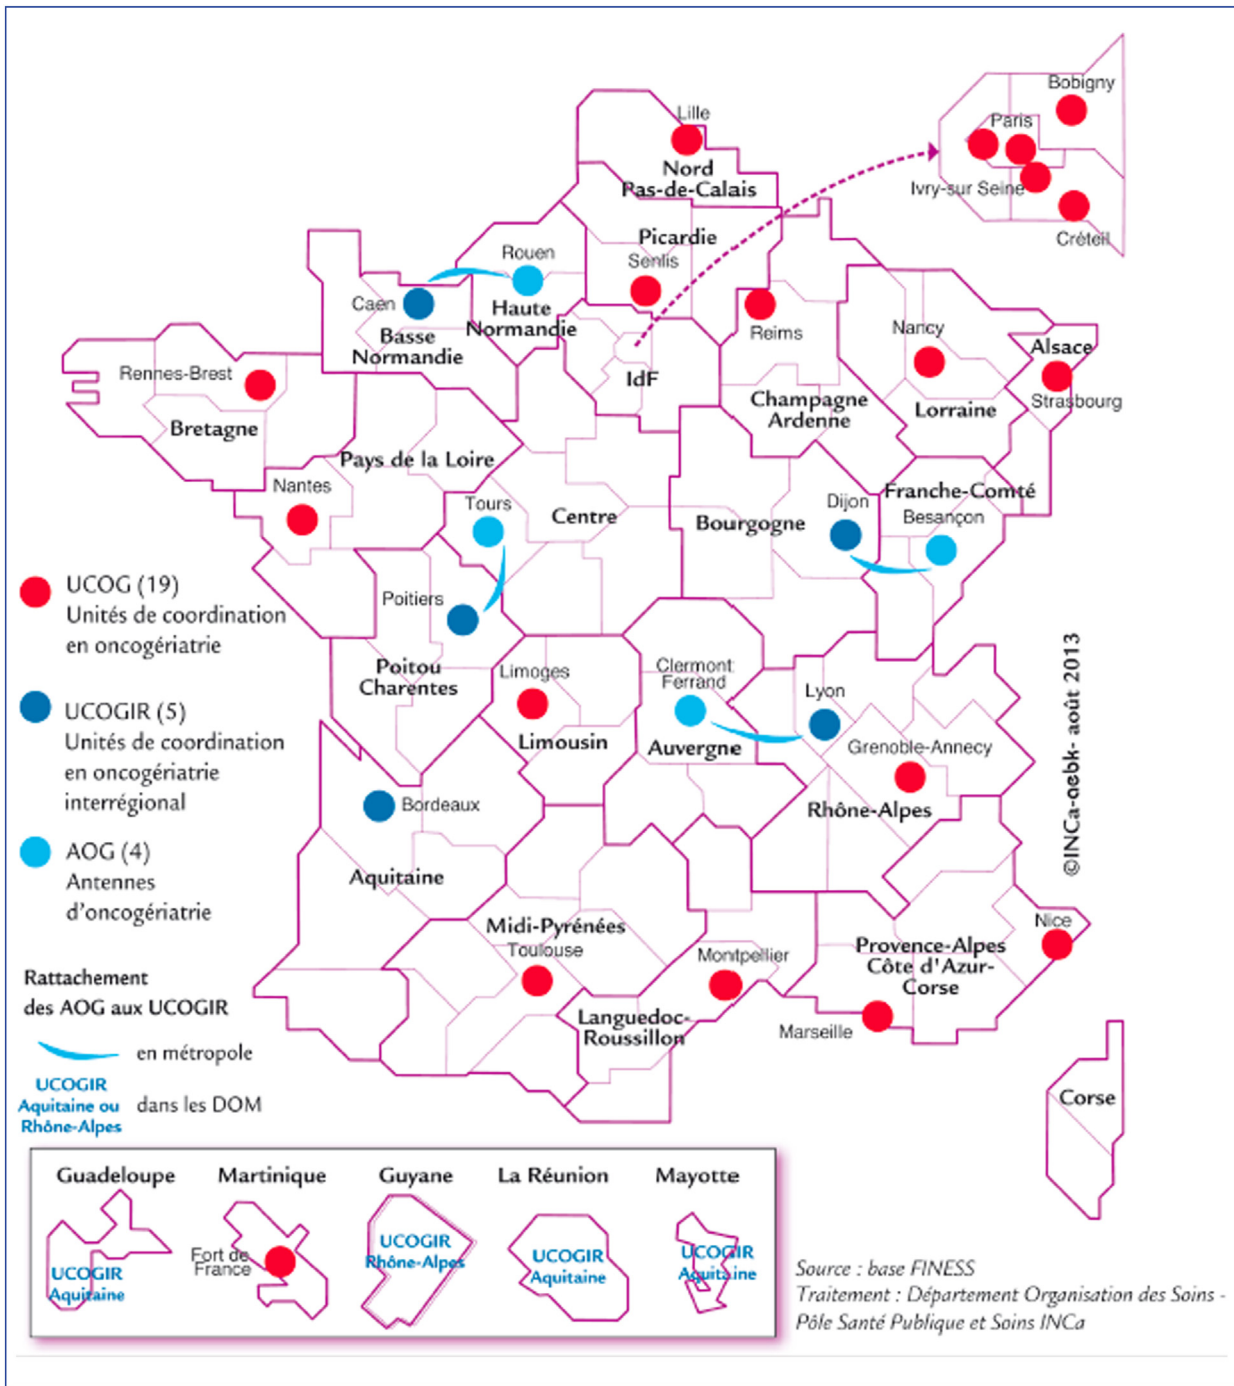 Bobigny
Paris
Ivry-sur Seine
Créteil
Lille
Nord
Pas-de-Calais
Picardie
Senlis
Rouen
Haute
Normandie
Caen
Basse
Normandie
IdF
Reims
Champagne
Ardenne
Nancy
Lorraine
Alsace
Strasbourg
Rennes-Brest
Bretagne
Pays de la Loire
Nantes
Tours
Centre
Bourgogne
Dijon
Franche-Comté
Besançon
Poitiers
Poitou
Charentes
Limoges
Limousin
Clermont
Ferrand
Auvergne
Lyon
Grenoble-Annecy
Rhône-Alpes
Bordeaux
Aquitaine
Midi-Pyrénées
Toulouse
Montpellier
Languedoc-
Roussillon
Provence-Alpes
Côte d'Azur-
Corse
Nice
Marseille
Corse
UCOG (19)
Unités de coordination
en oncogériatrie
UCOGIR (5)
Unités de coordination
en oncogériatrie
interrégional
AOG (4)
Antennes
d'oncogériatrie
Rattachement
des AOG aux UCOGIR
en métropole
UCOGIR
Aquitaine ou
Rhône-Alpes
dans les DOM
©INCa-aebk- août 2013
Guadeloupe
UCOGIR
Aquitaine
Martinique
Fort de
France
Guyane
UCOGIR
Rhône-Alpes
La Réunion
UCOGIR
Aquitaine
Mayotte
UCOGIR
Aquitaine
Source : base FINESS
Traitement : Département Organisation des Soins -
Pôle Santé Publique et Soins INCa